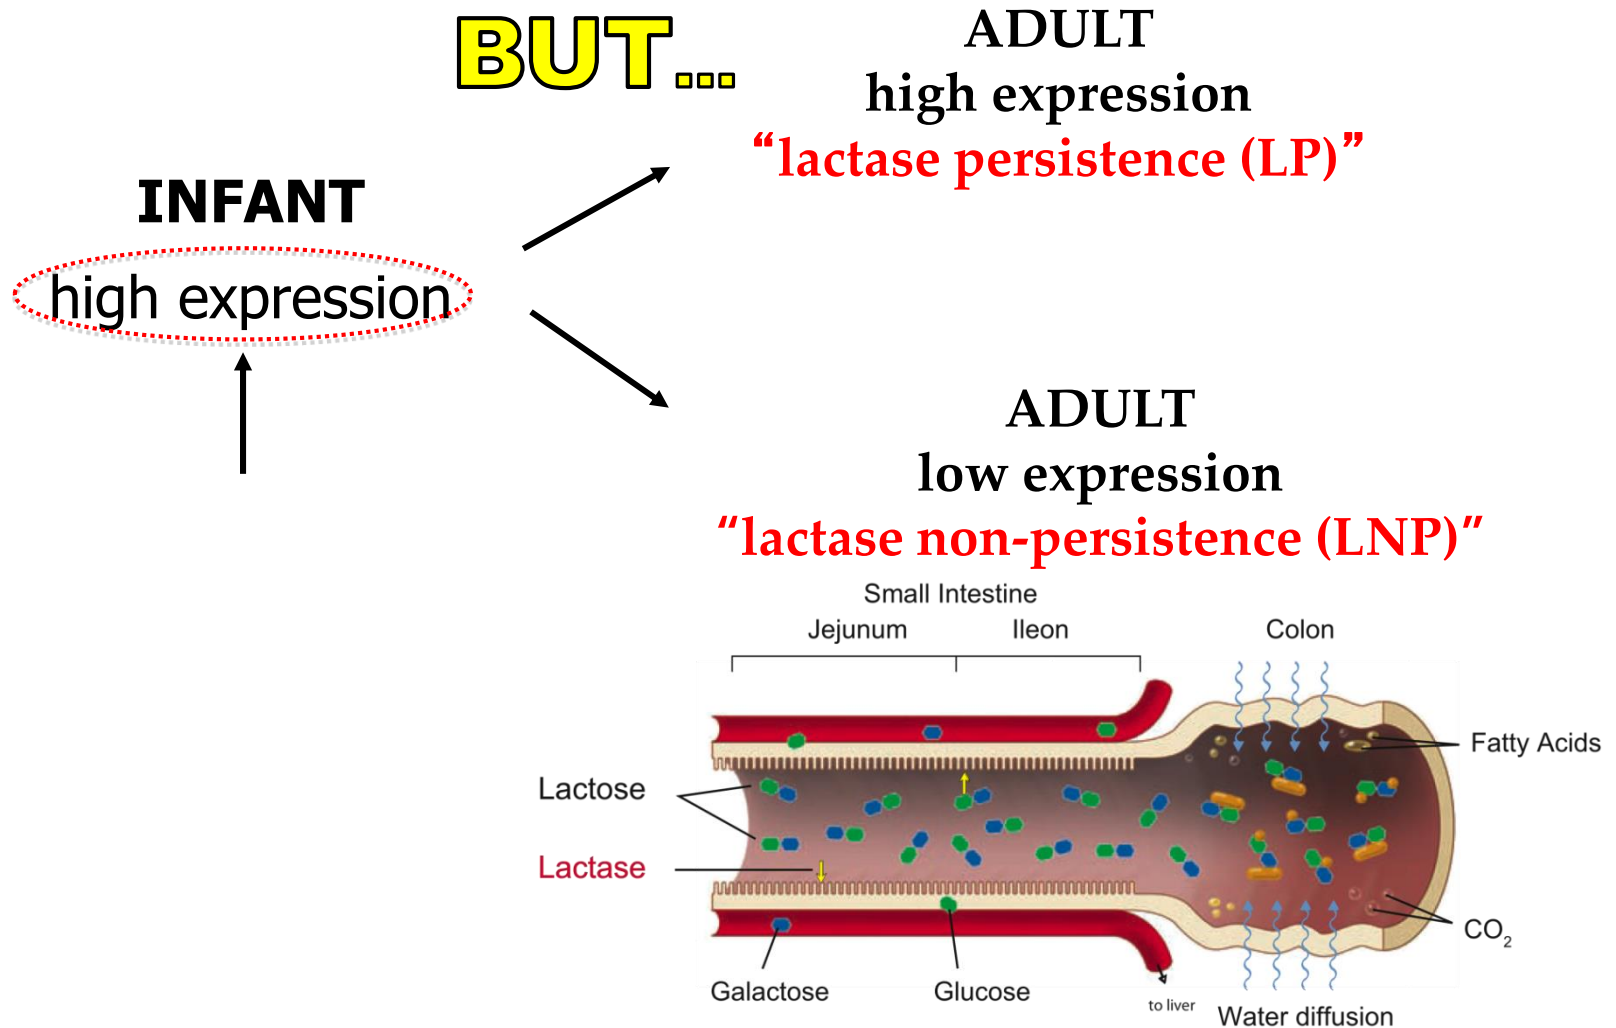 BUT...
ADULT
high expression
“lactase persistence (LP)”
INFANT
high expression
ADULT
low expression
“lactase non-persistence (LNP)”
Small Intestine
Jejunum
Ileon
Colon
Fatty Acids
Lactose
Lactase
CO₂
Galactose
Glucose
to liver
Water diffusion